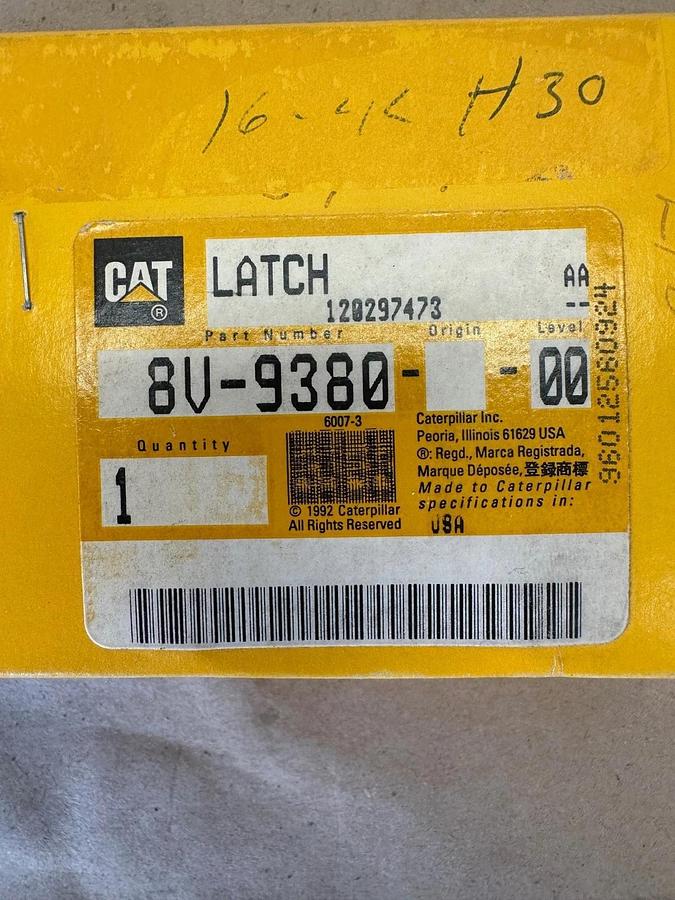 16-4K H30
CAT
®
LATCH
AA
120297473
--
Part Number
Origin
Level
8V-9380-
-00
Quantity
1
6007-3
© 1992 Caterpillar
All Rights Reserved
Caterpillar Inc.
Peoria, Illinois 61629 USA
®: Regd., Marca Registrada,
Marque Déposée, 登録商標
Made to Caterpillar
specifications in:
USA
96012560924